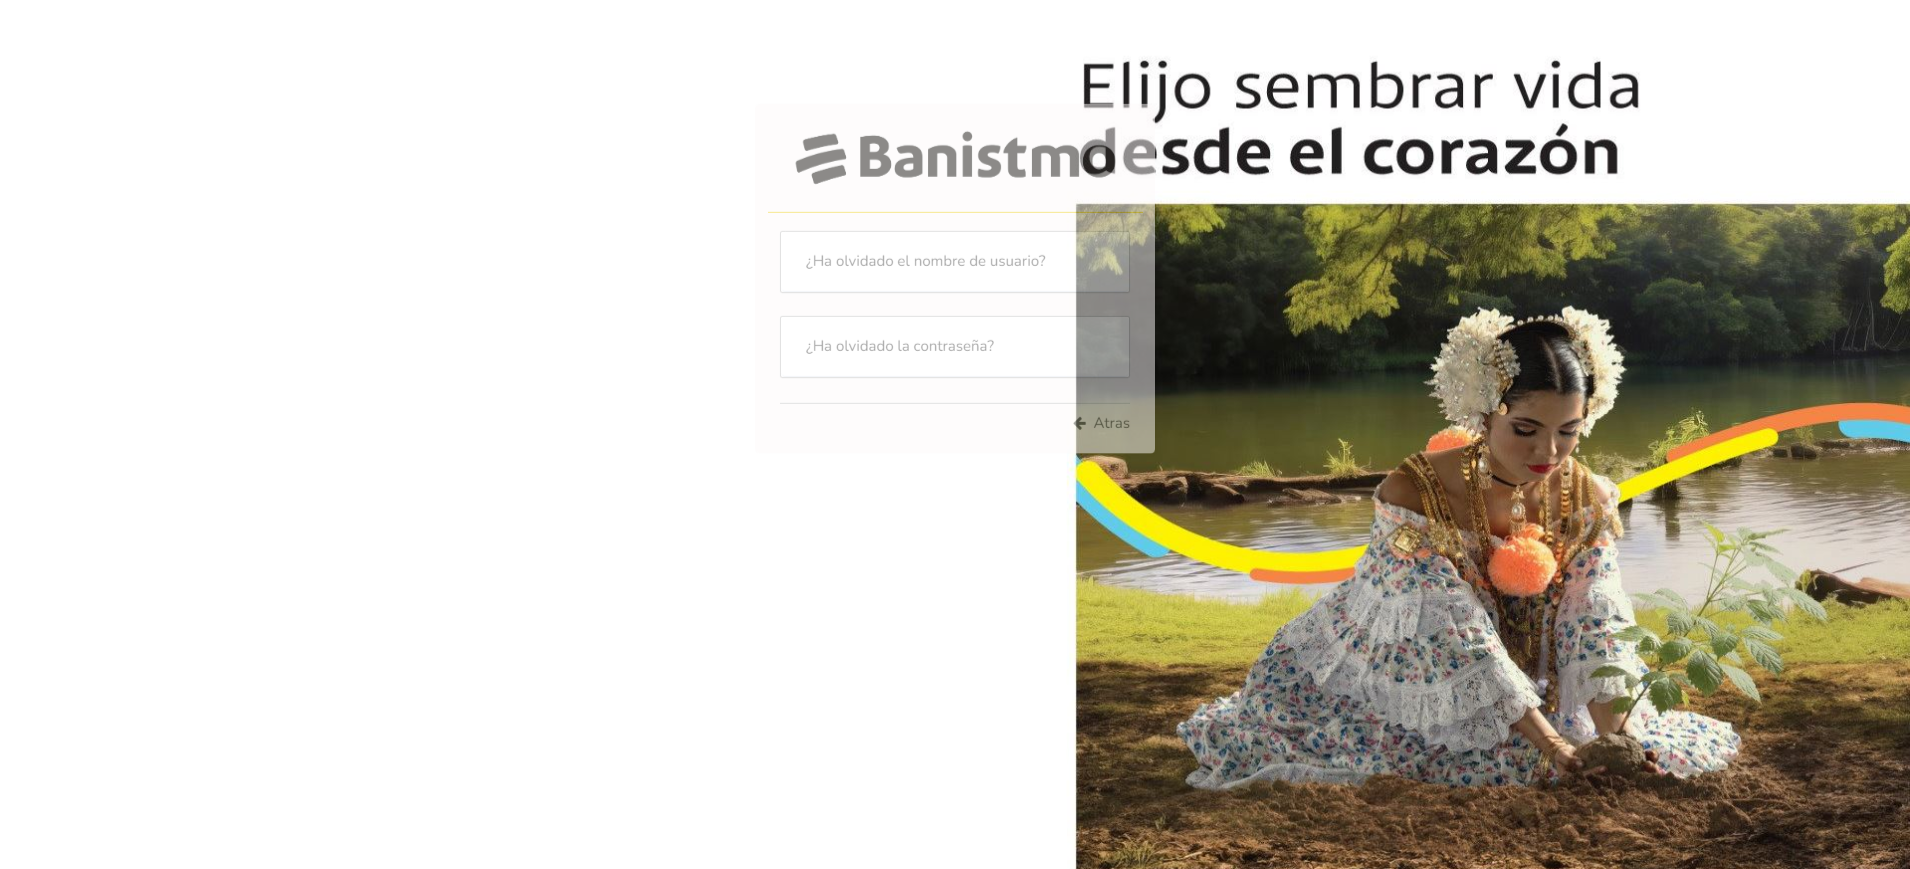 Elijo sembrar vida
desde el corazón
Banistmo
¿Ha olvidado el nombre de usuario?
¿Ha olvidado la contraseña?
Atras